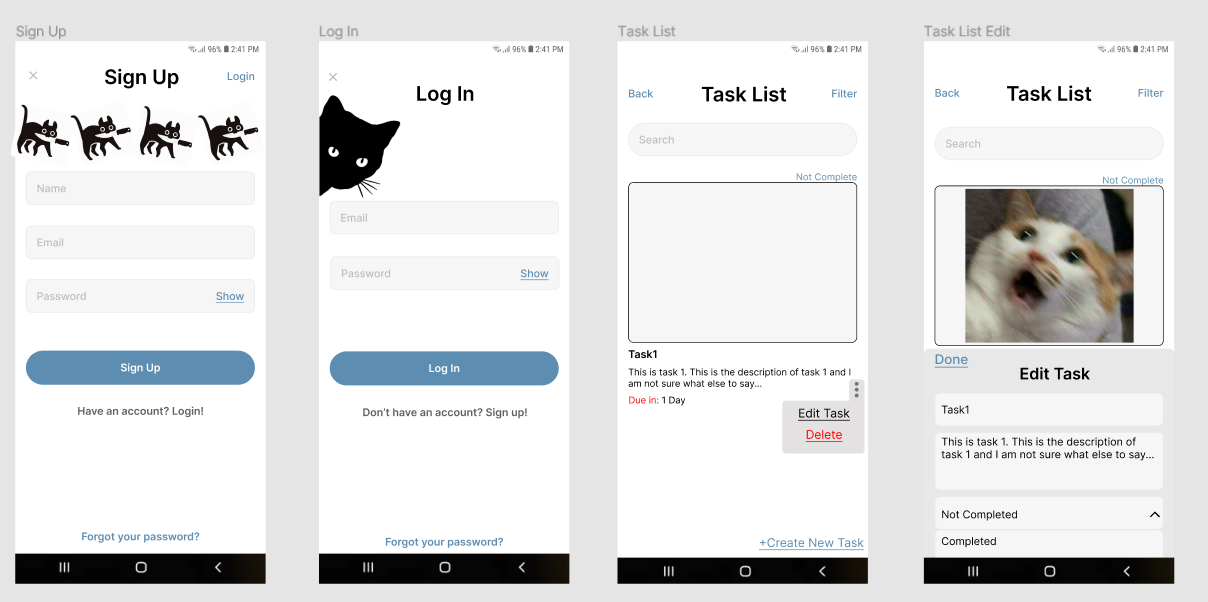 Sign Up
96% 2:41 PM
Sign Up
Login
Name
Email
Password
Show
Sign Up
Have an account? Login!
Forgot your password?
Log In
96% 2:41 PM
Log In
Email
Password
Show
Log In
Don't have an account? Sign up!
Forgot your password?
Task List
96% 2:41 PM
Back
Task List
Filter
Search
Not Complete
Task1
This is task 1. This is the description of task 1 and I
am not sure what else to say...
Due in: 1 Day
Edit Task
Delete
+Create New Task
Task List Edit
96% 2:41 PM
Back
Task List
Filter
Search
Not Complete
Done
Edit Task
Task1
This is task 1. This is the description of
task 1 and I am not sure what else to say...
Not Completed
Completed